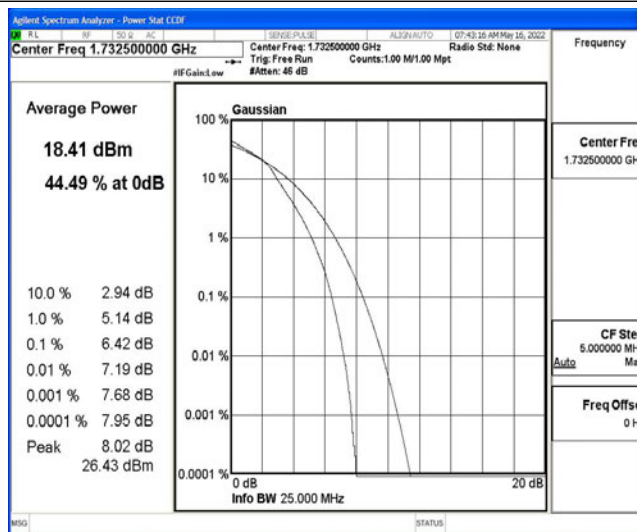 Agilent Spectrum Analyzer - Power Stat CCDF
RL RF 50 Ω AC SENSE:PULSE ALIGN AUTO 07:43:16 AM May 16, 2022
Center Freq 1.732500000 GHz
Center Freq: 1.732500000 GHz Radio Std: None
Trig: Free Run Counts:1.00 M/1.00 Mpt
#IFGain:Low #Atten: 46 dB
Frequency
Average Power
18.41 dBm
44.49 % at 0dB
10.0 % 2.94 dB
1.0 % 5.14 dB
0.1 % 6.42 dB
0.01 % 7.19 dB
0.001 % 7.68 dB
0.0001 % 7.95 dB
Peak 8.02 dB
26.43 dBm
Gaussian
100 %
10 %
1 %
0.1 %
0.01 %
0.001 %
0.0001 %
0 dB 20 dB
Info BW 25.000 MHz
Center Fre
1.732500000 GH
CF Ste
5.000000 MH
Auto Ma
Freq Offse
0 H
MSG STATUS